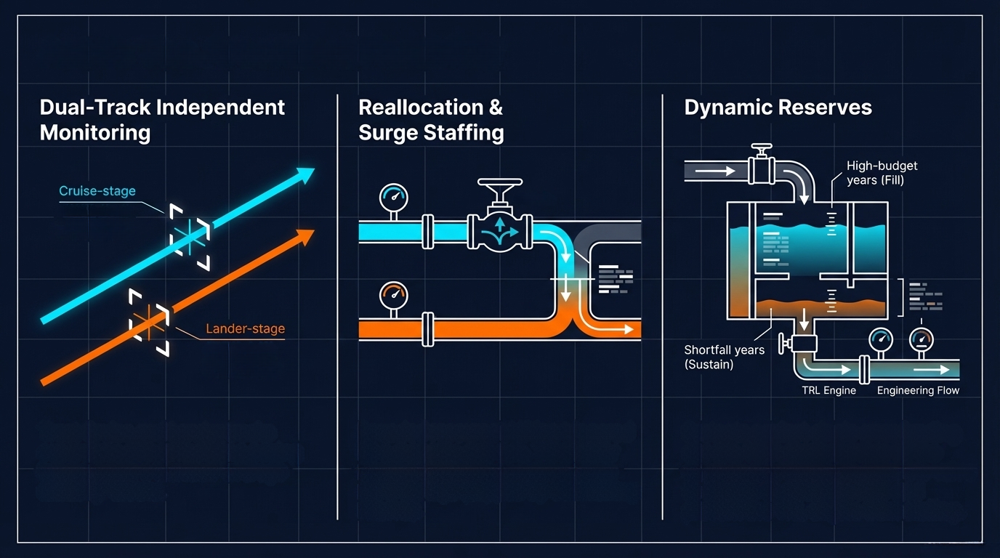 Dual-Track Independent
Monitoring
Cruise-stage
Lander-stage
Reallocation &
Surge Staffing
Dynamic Reserves
High-budget
years (Fill)
Shortfall years
(Sustain)
TRL Engine
Engineering Flow